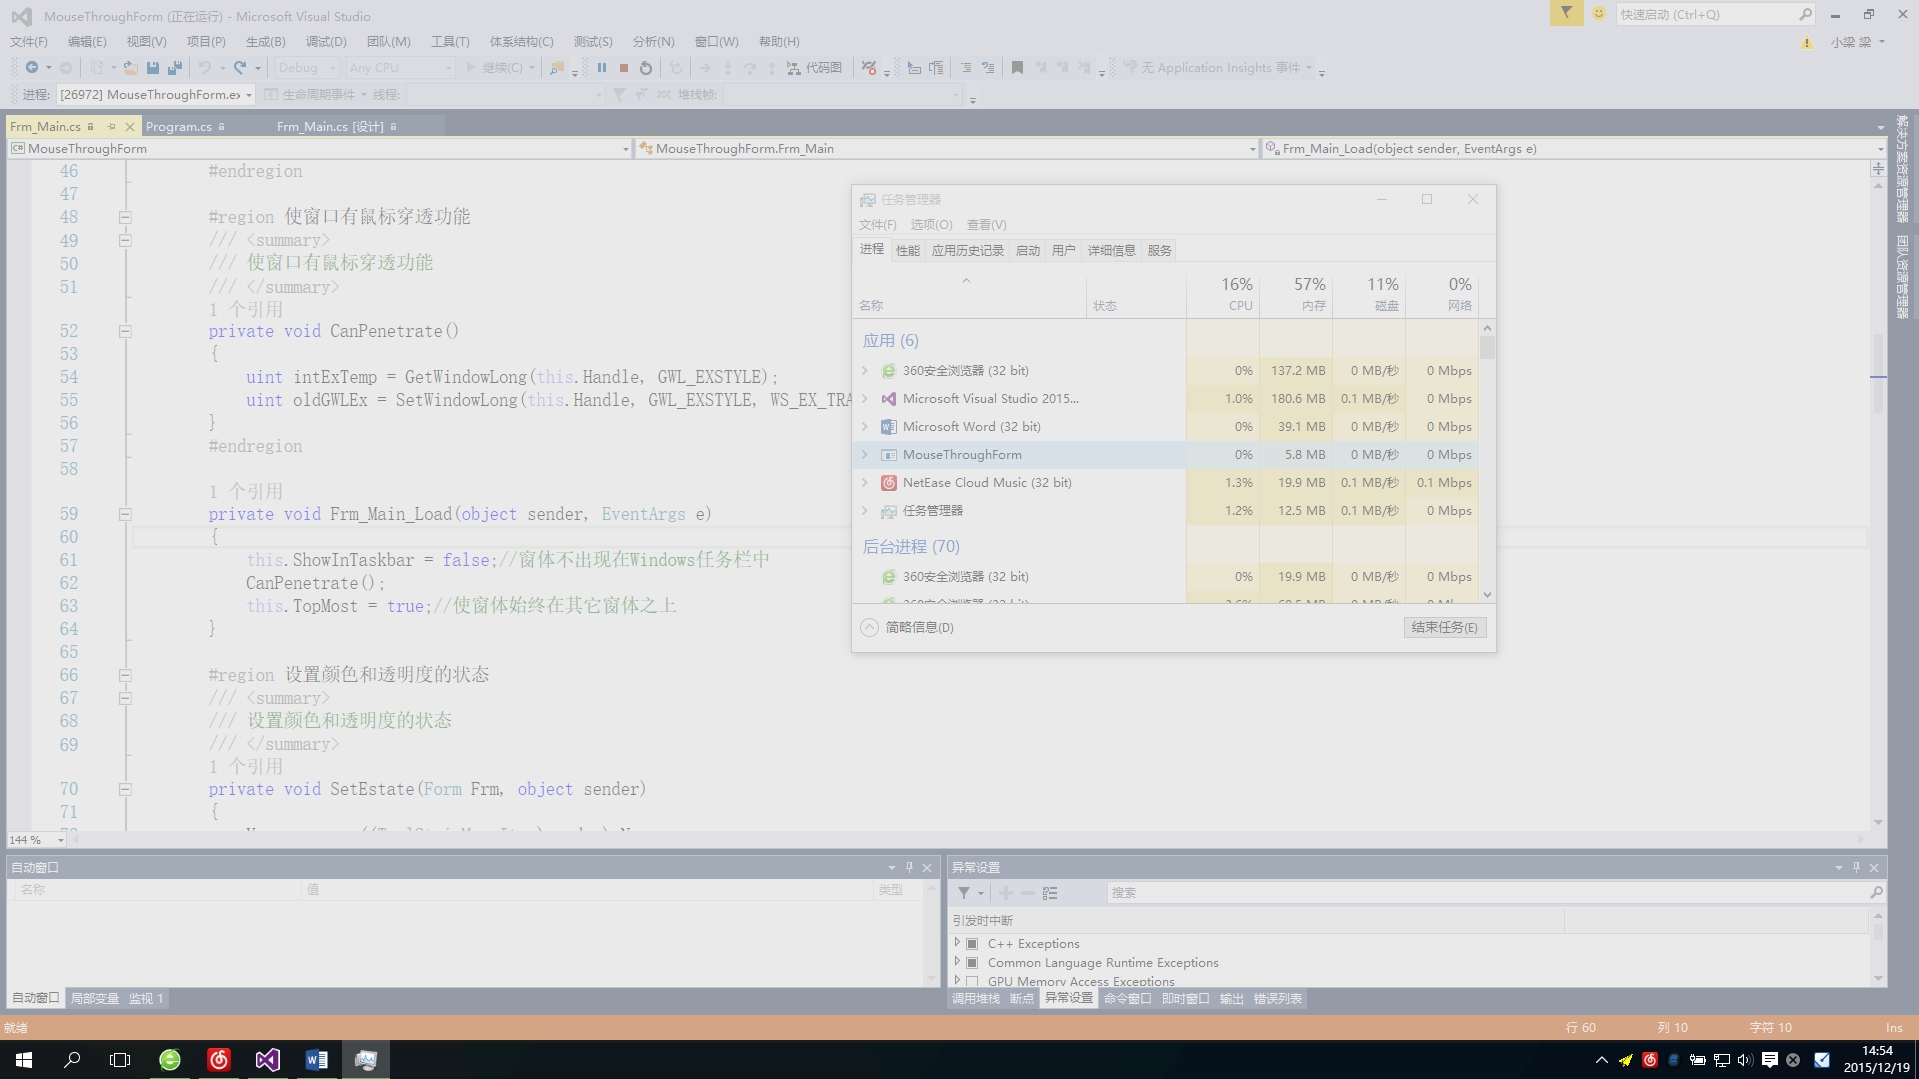 MouseThroughForm (正在运行) - Microsoft Visual Studio
快速启动 (Ctrl+Q)
文件(F) 编辑(E) 视图(V) 项目(P) 生成(B) 调试(D) 团队(M) 工具(T) 体系结构(C) 测试(S) 分析(N) 窗口(W) 帮助(H)
小梁 梁
Debug Any CPU 继续(C) 代码图 无 Application Insights 事件
进程: [26972] MouseThroughForm.ex 生命周期事件 线程: 堆栈帧:
Frm_Main.cs Program.cs Frm_Main.cs [设计]
MouseThroughForm MouseThroughForm.Frm_Main Frm_Main_Load(object sender, EventArgs e)
解决方案资源管理器
团队资源管理器
46 #endregion
47
48 #region 使窗口有鼠标穿透功能
49 /// <summary>
50 /// 使窗口有鼠标穿透功能
51 /// </summary>
1 个引用
52 private void CanPenetrate()
53 {
54 uint intExTemp = GetWindowLong(this.Handle, GWL_EXSTYLE);
55 uint oldGWLEx = SetWindowLong(this.Handle, GWL_EXSTYLE, WS_EX_TRA
56 }
57 #endregion
58
1 个引用
59 private void Frm_Main_Load(object sender, EventArgs e)
60 {
61 this.ShowInTaskbar = false;//窗体不出现在Windows任务栏中
62 CanPenetrate();
63 this.TopMost = true;//使窗体始终在其它窗体之上
64 }
65
66 #region 设置颜色和透明度的状态
67 /// <summary>
68 /// 设置颜色和透明度的状态
69 /// </summary>
1 个引用
70 private void SetEstate(Form Frm, object sender)
71 {
144 %
任务管理器
文件(F) 选项(O) 查看(V)
进程 性能 应用历史记录 启动 用户 详细信息 服务
16% 57% 11% 0%
名称 状态 CPU 内存 磁盘 网络
应用 (6)
360安全浏览器 (32 bit) 0% 137.2 MB 0 MB/秒 0 Mbps
Microsoft Visual Studio 2015... 1.0% 180.6 MB 0.1 MB/秒 0 Mbps
Microsoft Word (32 bit) 0% 39.1 MB 0 MB/秒 0 Mbps
MouseThroughForm 0% 5.8 MB 0 MB/秒 0 Mbps
NetEase Cloud Music (32 bit) 1.3% 19.9 MB 0.1 MB/秒 0.1 Mbps
任务管理器 1.2% 12.5 MB 0.1 MB/秒 0 Mbps
后台进程 (70)
360安全浏览器 (32 bit) 0% 19.9 MB 0 MB/秒 0 Mbps
简略信息(D) 结束任务(E)
自动窗口
名称 值 类型
自动窗口 局部变量 监视 1
异常设置
搜索
引发时中断
C++ Exceptions
Common Language Runtime Exceptions
GPU Memory Access Exceptions
调用堆栈 断点 异常设置 命令窗口 即时窗口 输出 错误列表
就绪 行 60 列 10 字符 10 Ins
14:54
2015/12/19